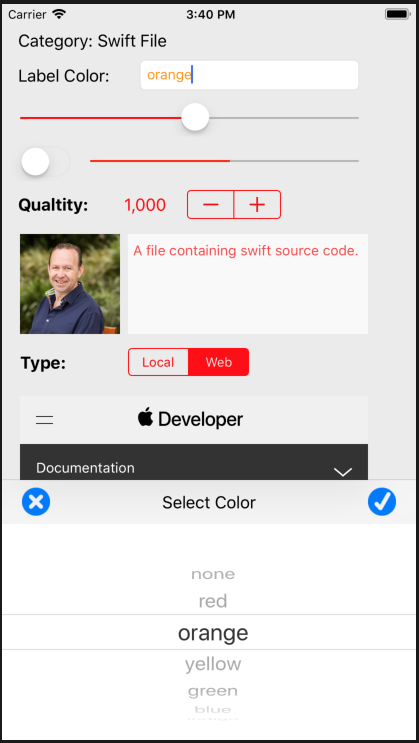 Carrier 3:40 PM
Category: Swift File
Label Color: orange
Qualtity: 1,000 − +
A file containing swift source code.
Type: Local Web
Developer
Documentation
Select Color
none
red
orange
yellow
green
blue